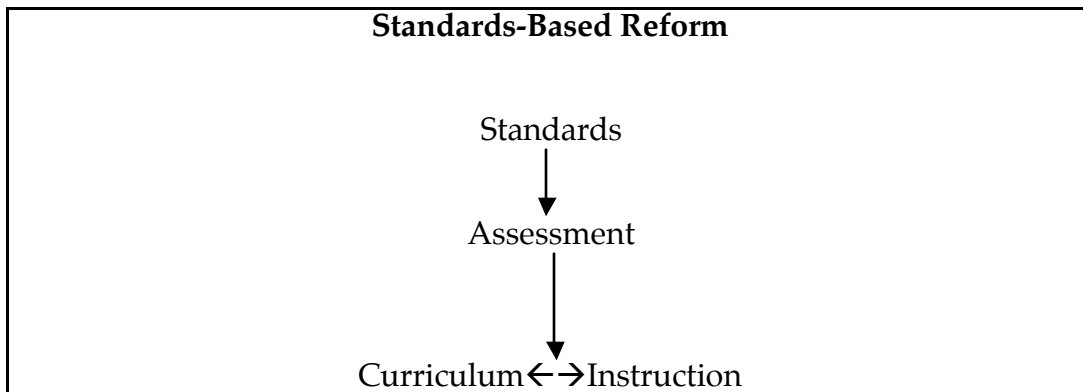 Standards-Based Reform
Standards
Assessment
Curriculum←→Instruction